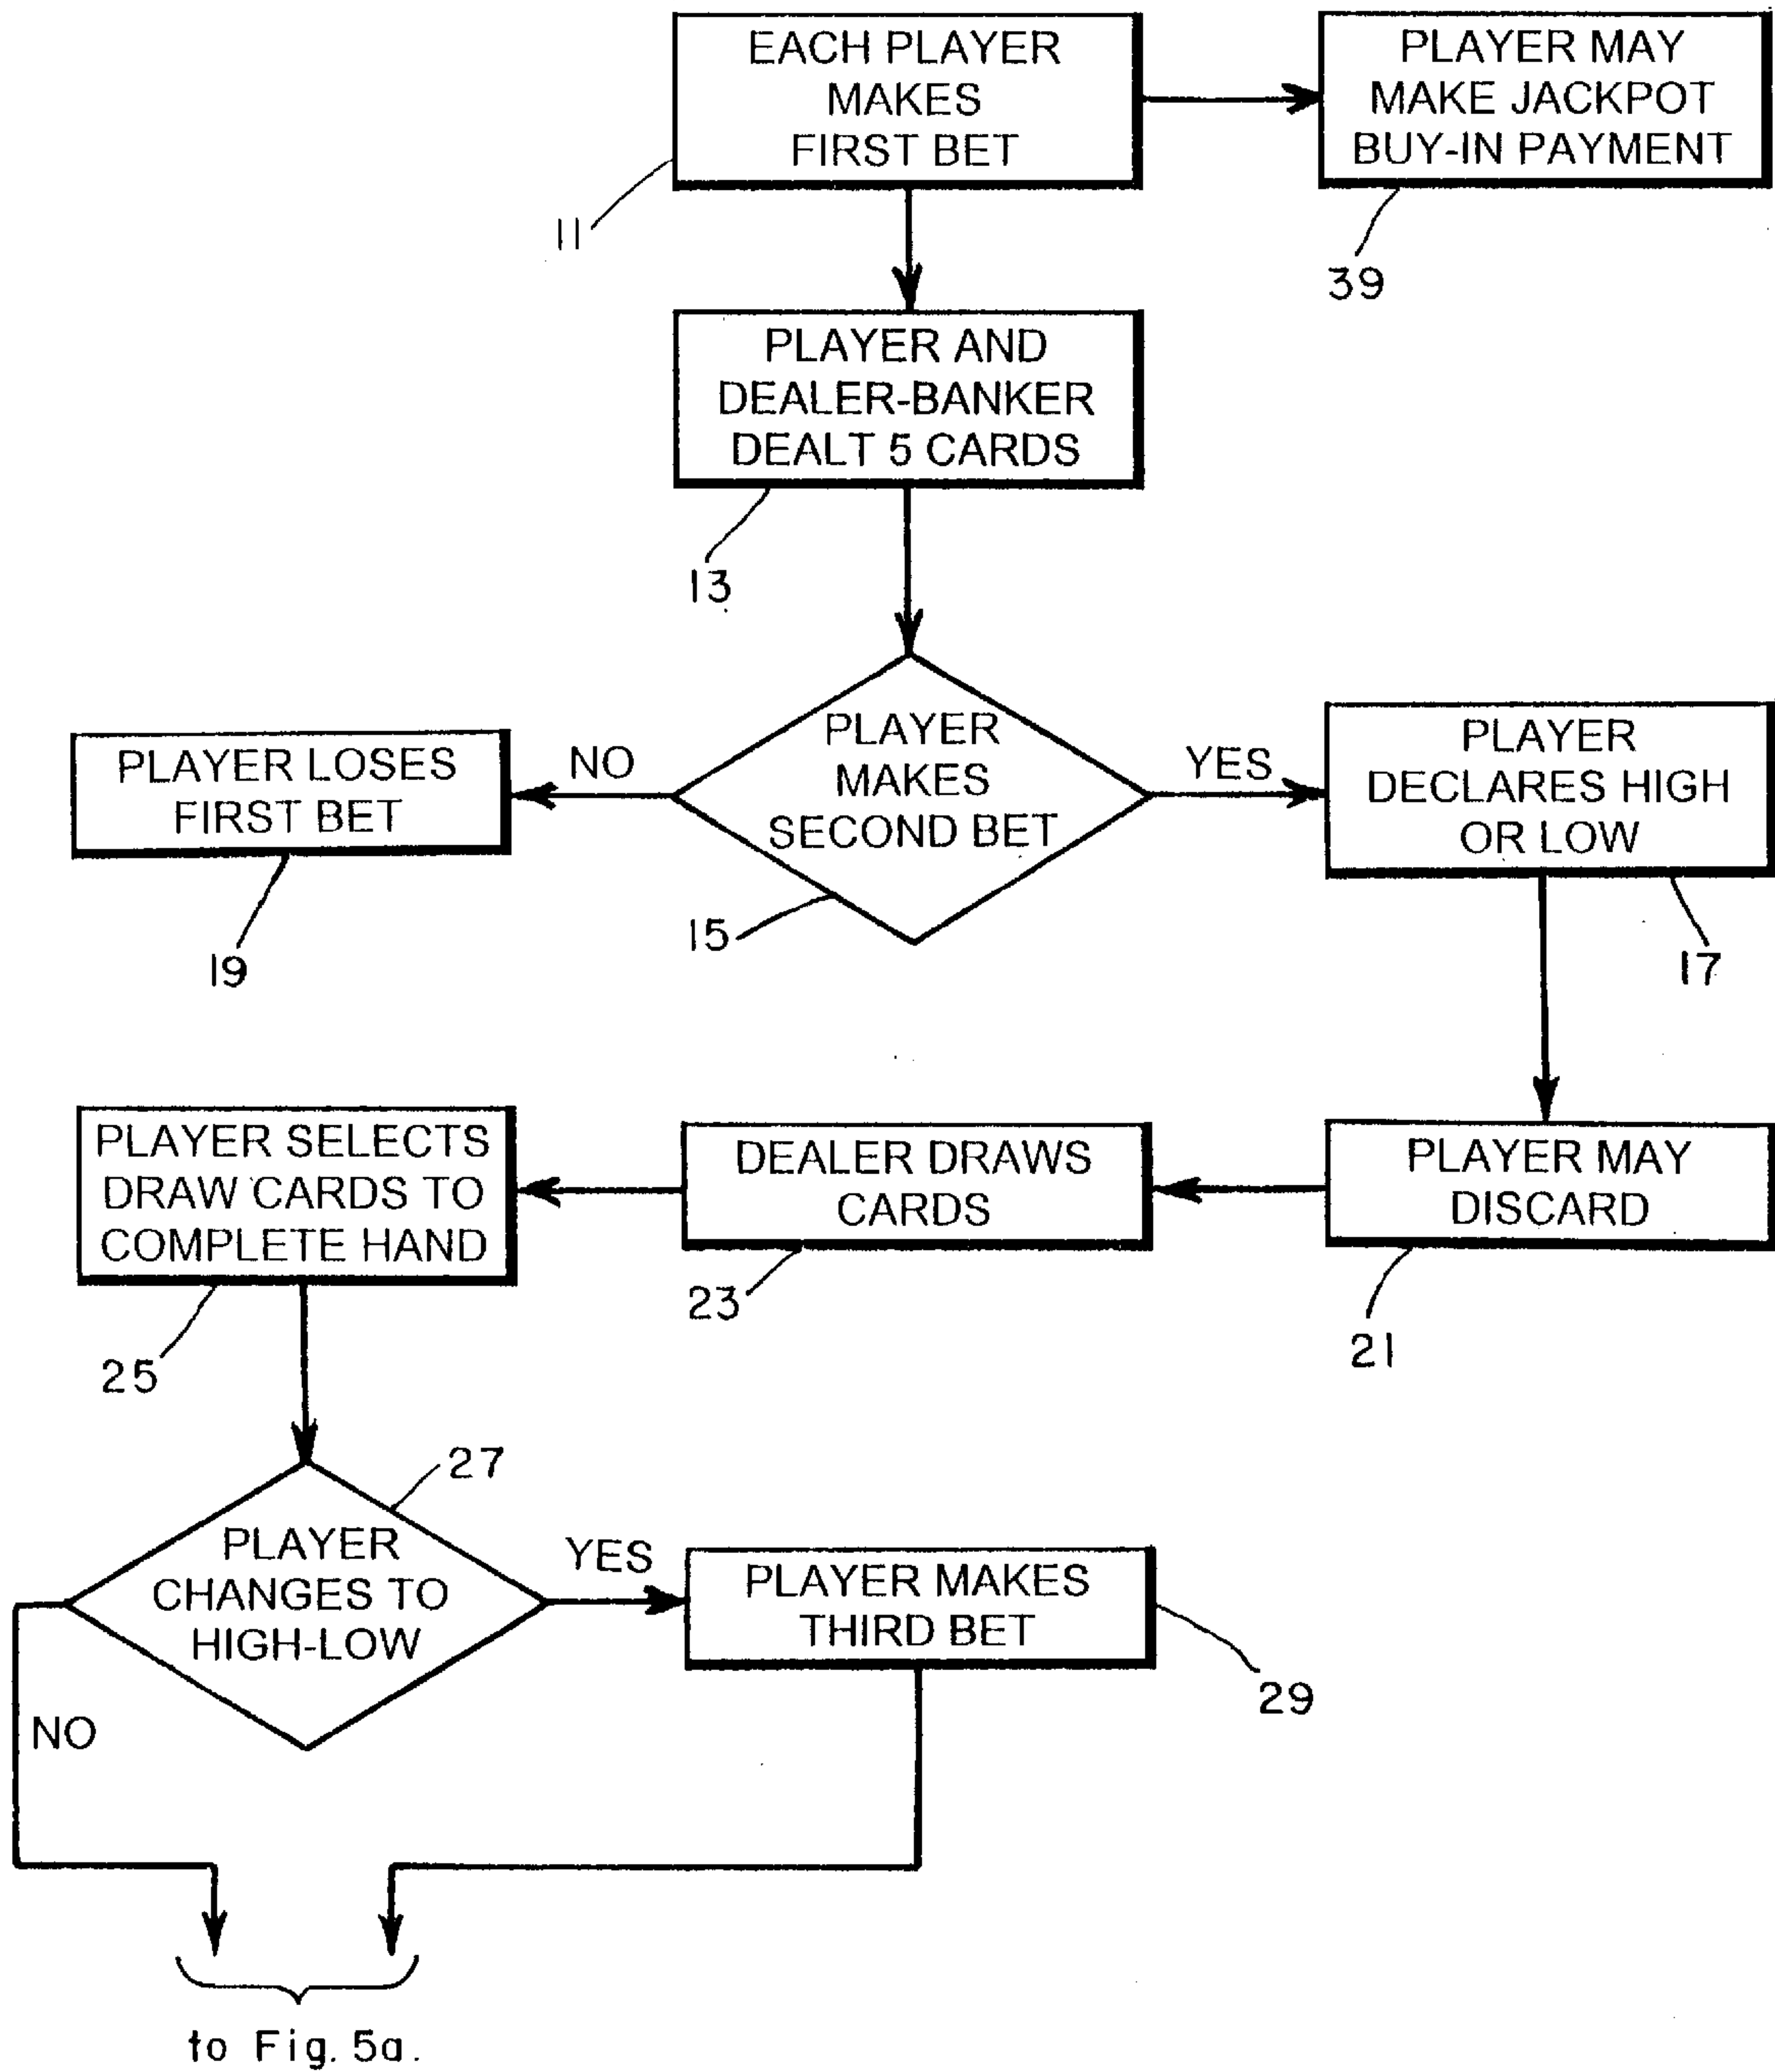 EACH PLAYER
MAKES
FIRST BET
11
PLAYER MAY
MAKE JACKPOT
BUY-IN PAYMENT
39
PLAYER AND
DEALER-BANKER
DEALT 5 CARDS
13
PLAYER
MAKES
SECOND BET
15
NO
PLAYER LOSES
FIRST BET
19
YES
PLAYER
DECLARES HIGH
OR LOW
17
PLAYER MAY
DISCARD
21
DEALER DRAWS
CARDS
23
PLAYER SELECTS
DRAW CARDS TO
COMPLETE HAND
25
27
PLAYER
CHANGES TO
HIGH-LOW
YES
PLAYER MAKES
THIRD BET
29
NO
to Fig. 5a.